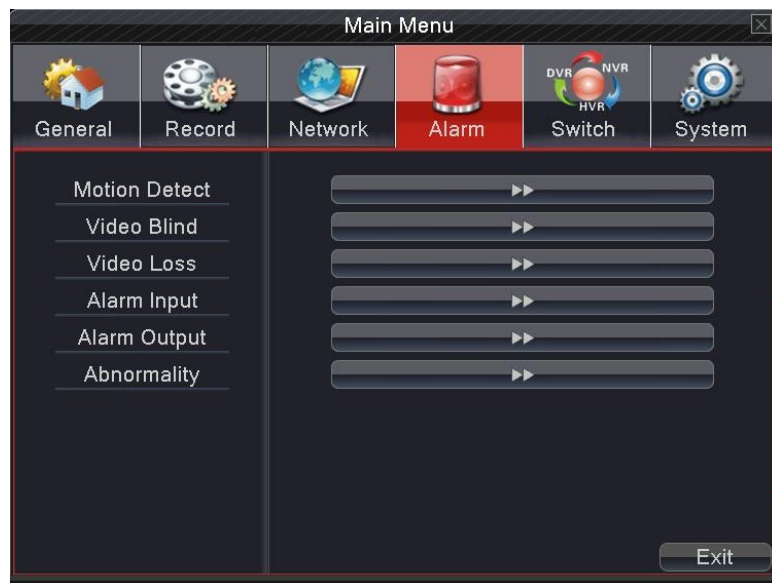 Main Menu
General
Record
Network
Alarm
DVR NVR
HVR
Switch
System
Motion Detect
Video Blind
Video Loss
Alarm Input
Alarm Output
Abnormality
Exit